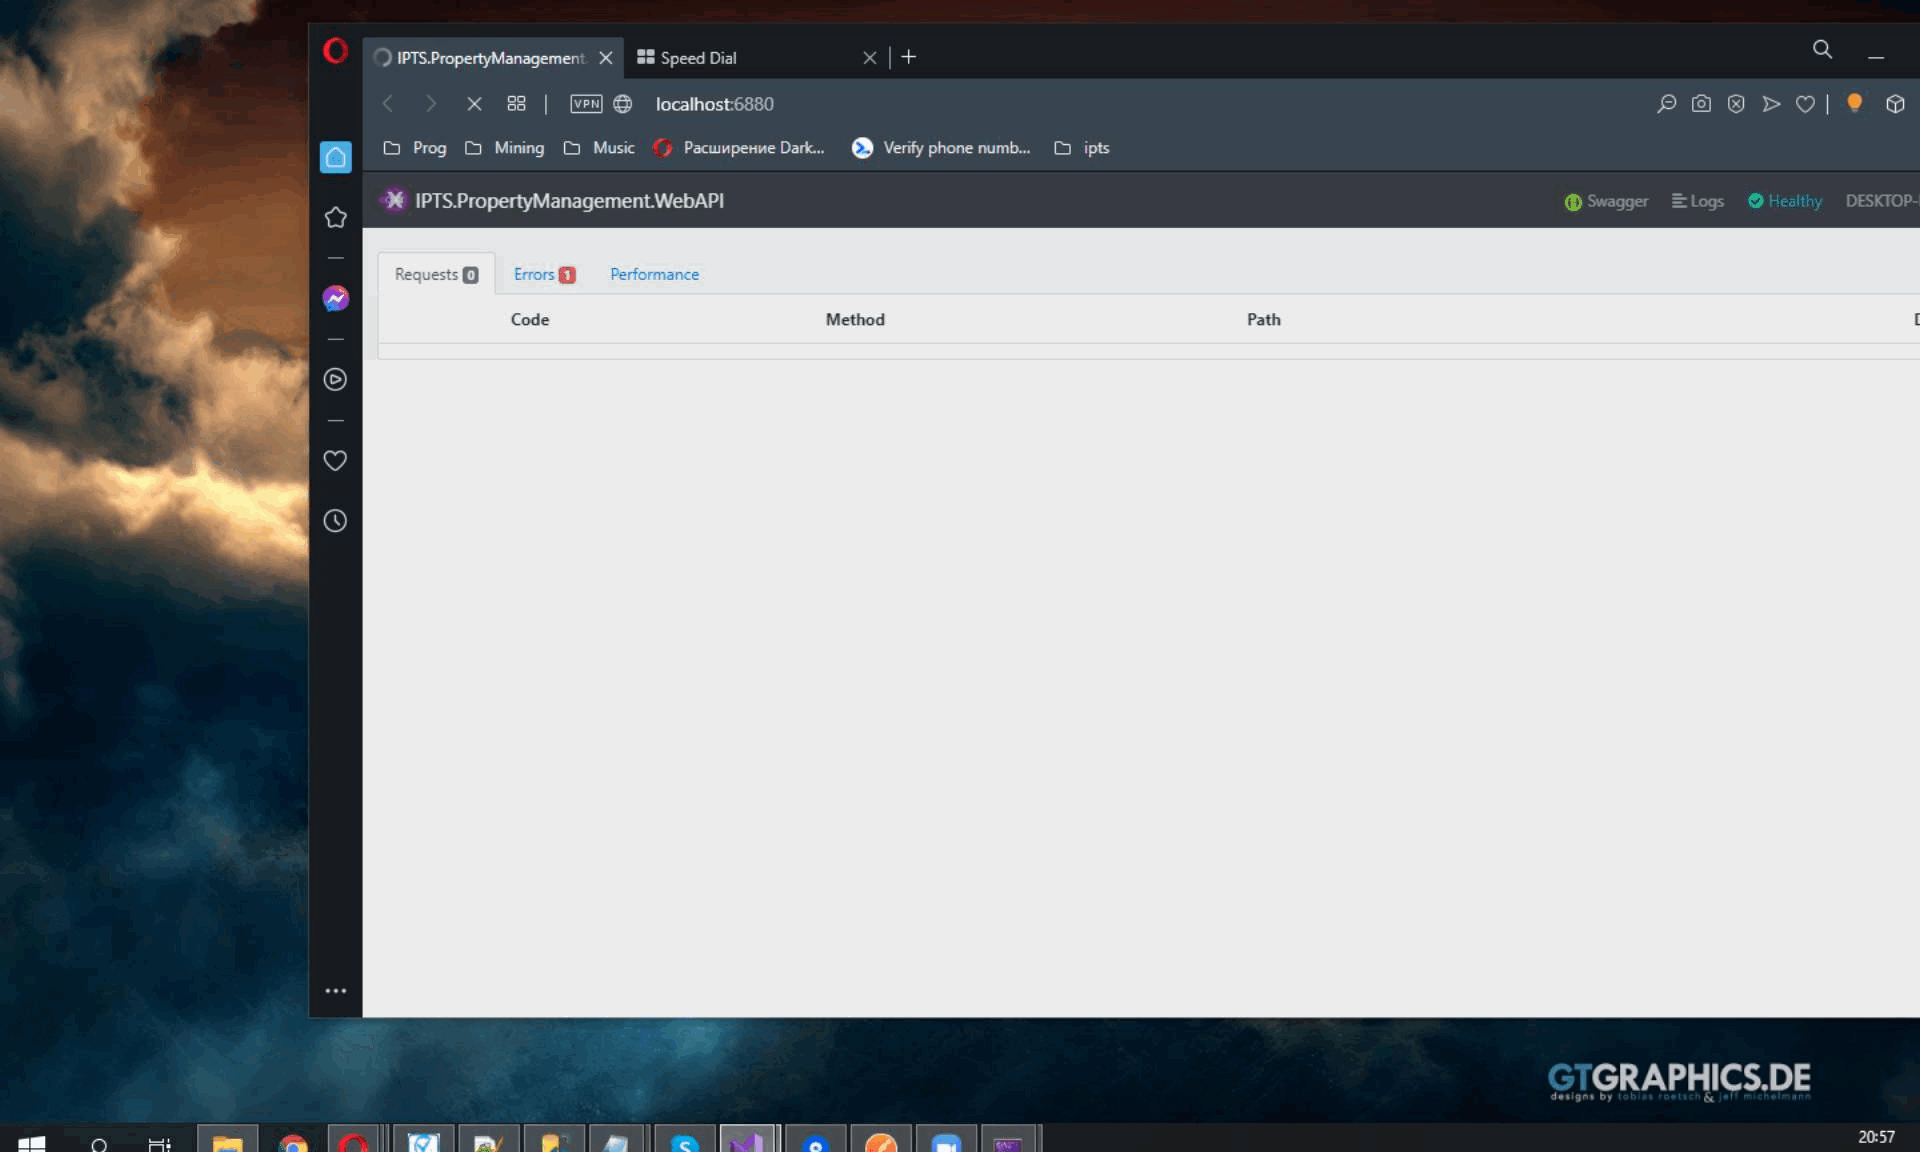 IPTS.PropertyManagement
Speed Dial
VPN
localhost:6880
Prog
Mining
Music
Расширение Dark...
Verify phone numb...
ipts
IPTS.PropertyManagement.WebAPI
Swagger
Logs
Healthy
DESKTOP-
Requests 0
Errors 1
Performance
Code
Method
Path
GTGRAPHICS.DE
designs by tobias roetsch & jeff michelmann
20:57